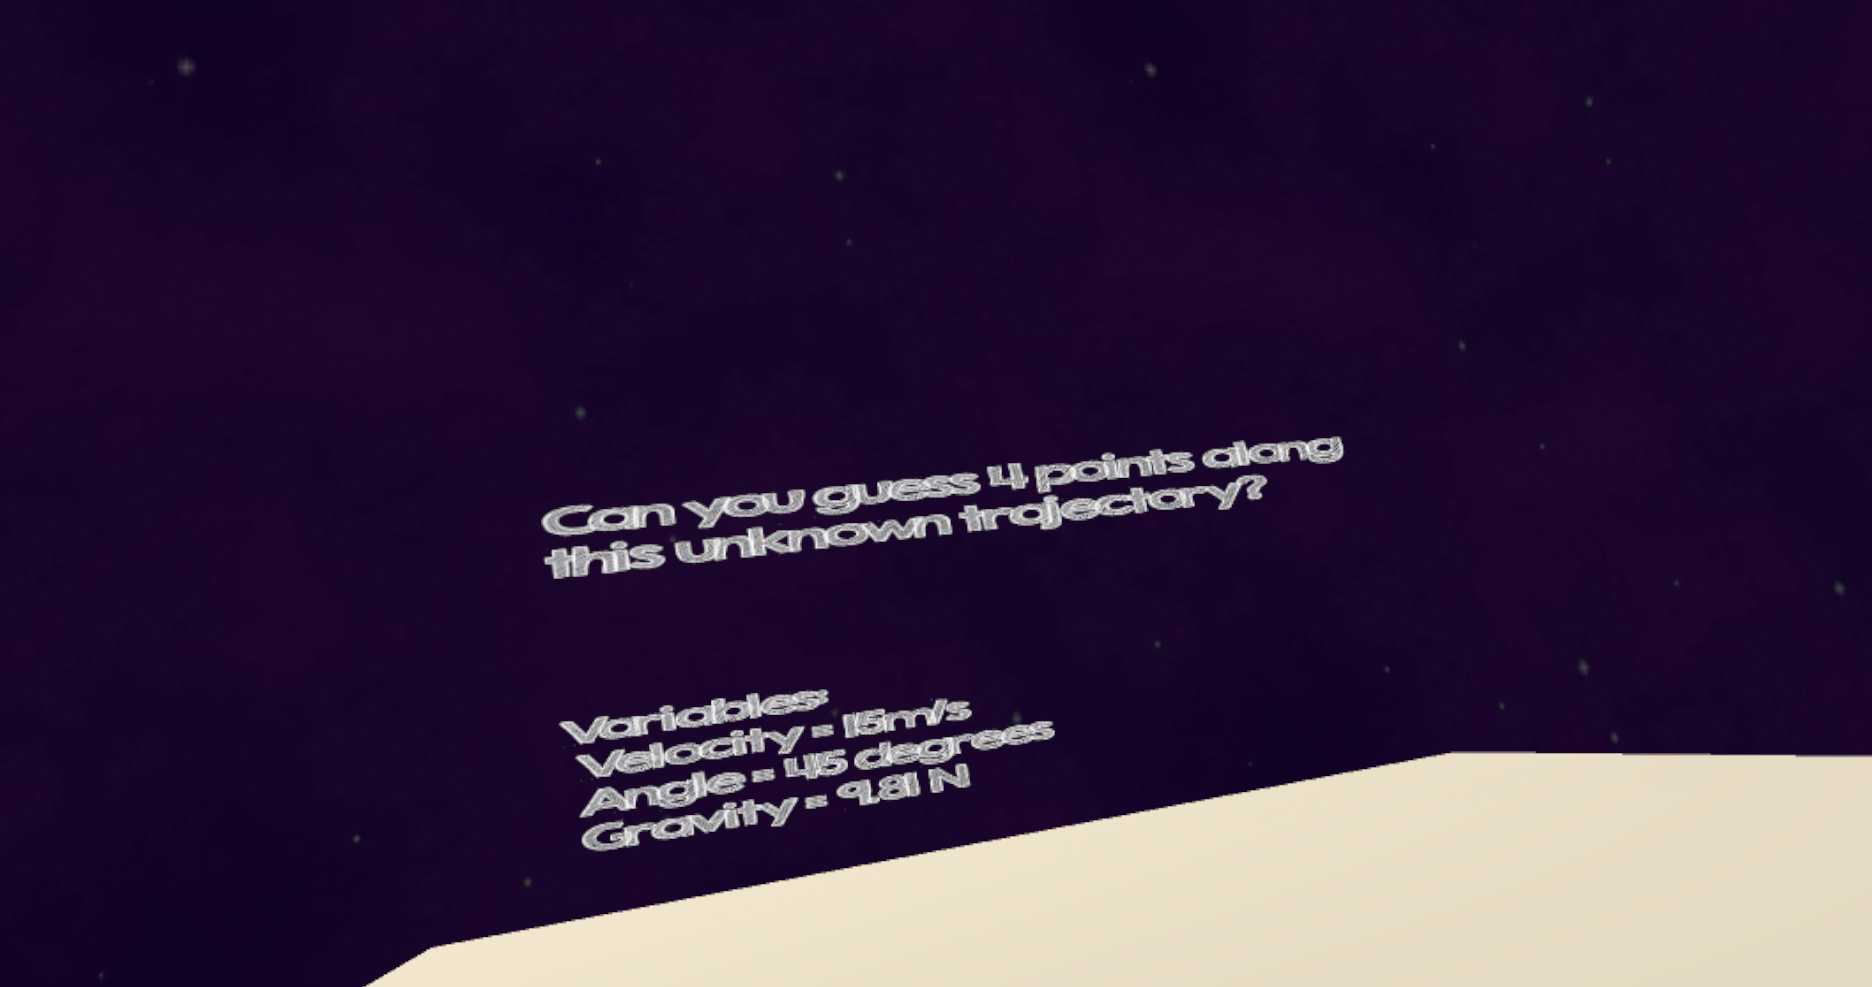 Can you guess 4 points along
this unknown trajectory?
Variables:
Velocity = 15m/s
Angle = 45 degrees
Gravity = 9.81 N